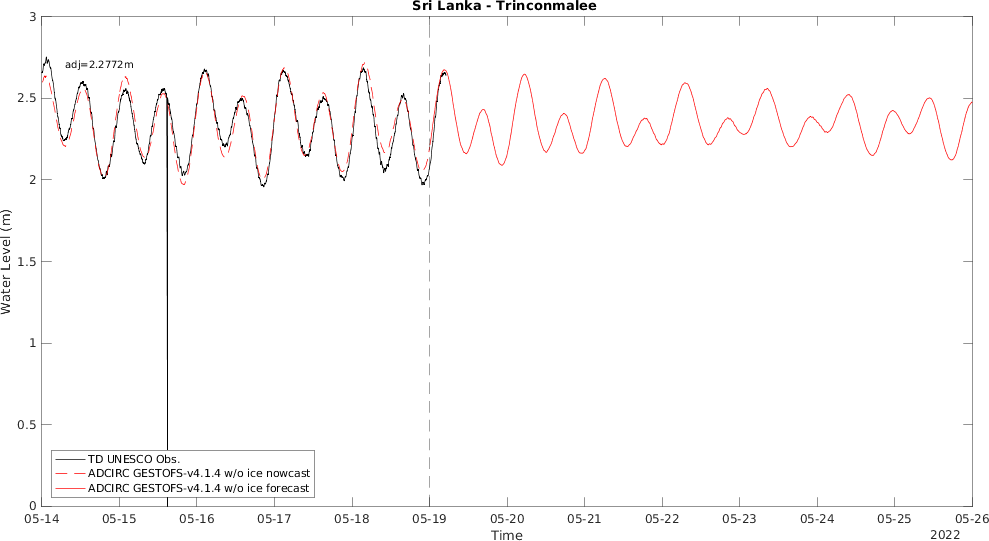 Sri Lanka - Trinconmalee
adj=2.2772m
3
2.5
2
1.5
1
0.5
0
Water Level (m)
TD UNESCO Obs.
ADCIRC GESTOFS-v4.1.4 w/o ice nowcast
ADCIRC GESTOFS-v4.1.4 w/o ice forecast
05-14 05-15 05-16 05-17 05-18 05-19 05-20 05-21 05-22 05-23 05-24 05-25 05-26
Time
2022